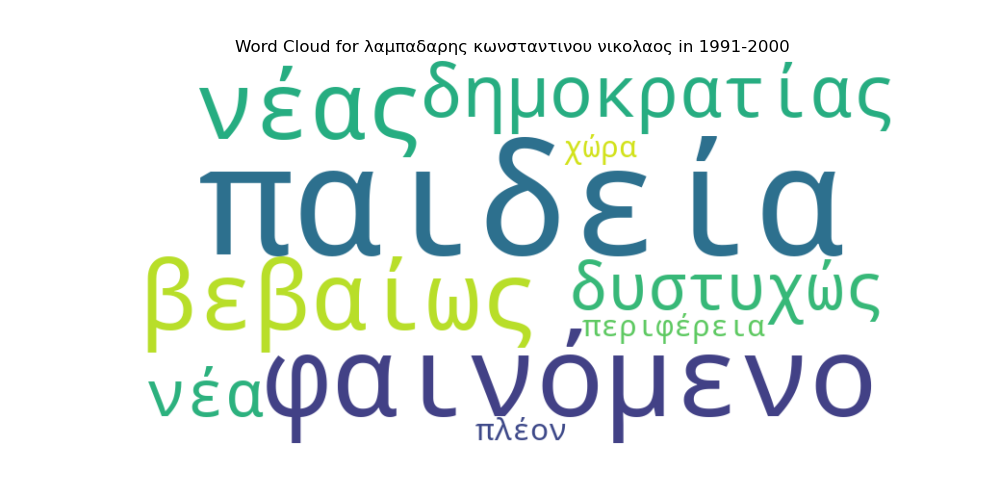 Word Cloud for λαμπαδαρης κωνσταντινου νικολαος in 1991-2000
νέας δημοκρατίας
χώρα
παιδεία
βεβαίως δυστυχώς
περιφέρεια
νέα φαινόμενο
πλέον